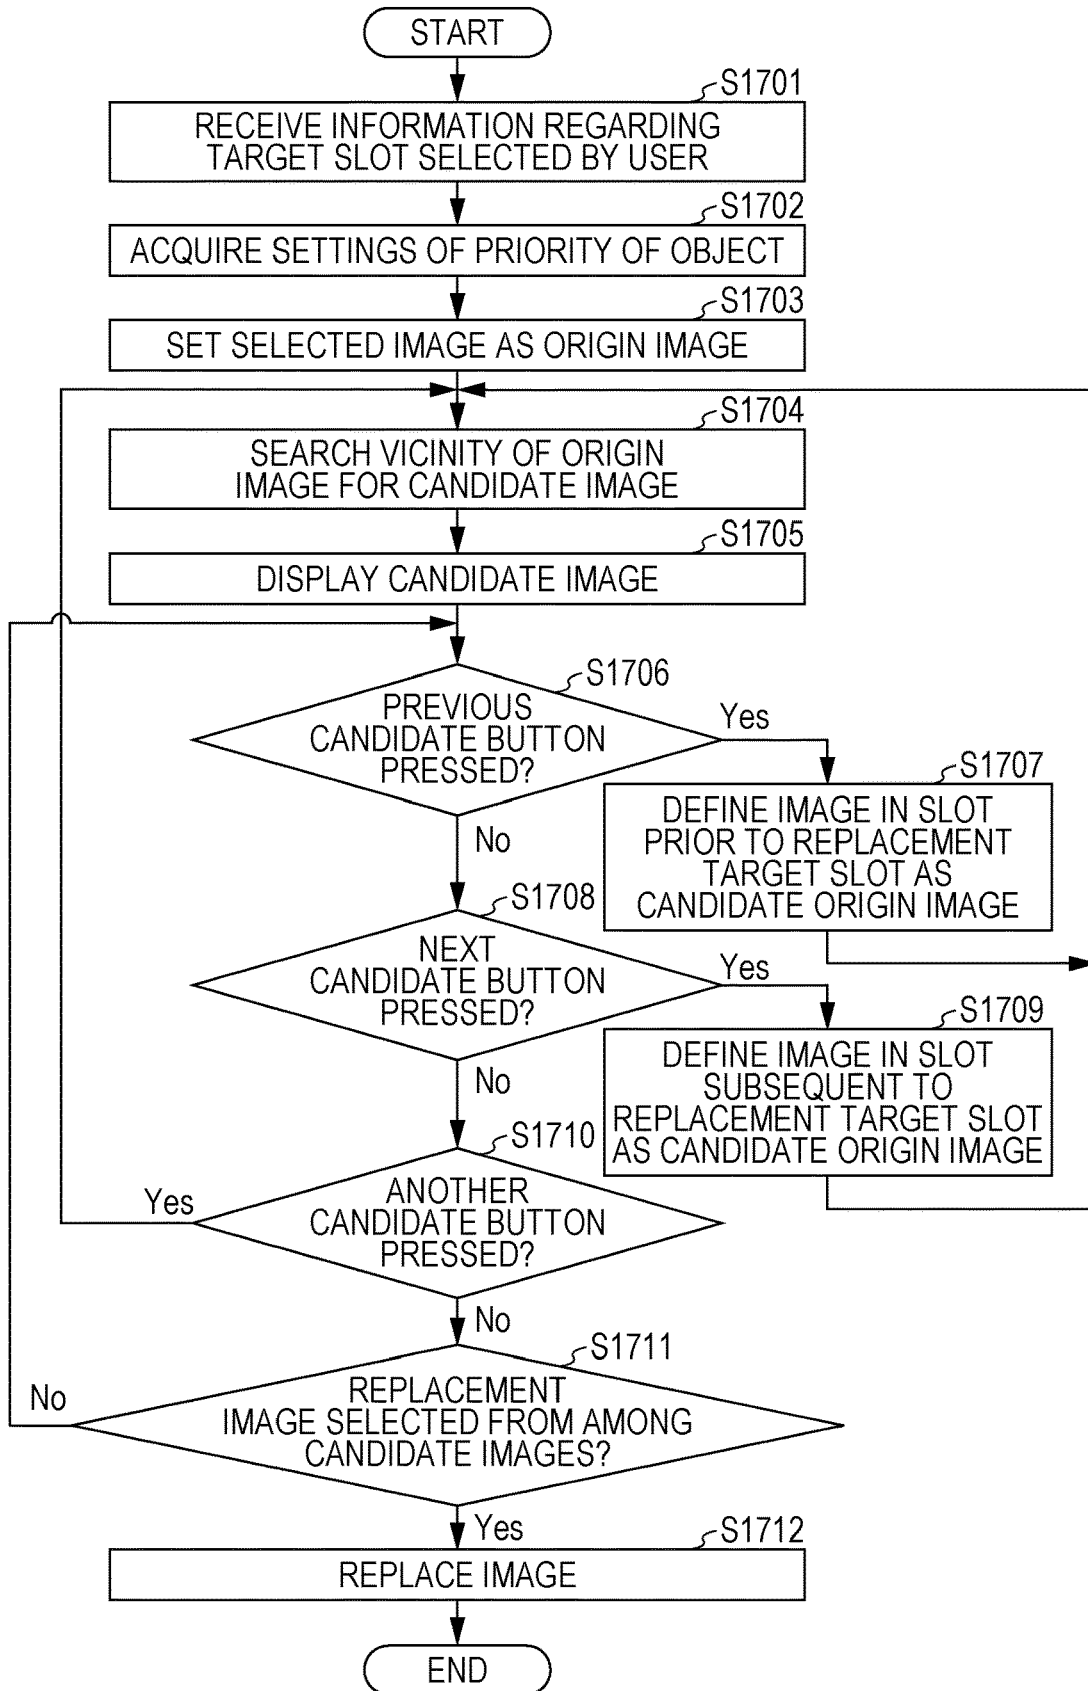 START
S1701
RECEIVE INFORMATION REGARDING
TARGET SLOT SELECTED BY USER
S1702
ACQUIRE SETTINGS OF PRIORITY OF OBJECT
S1703
SET SELECTED IMAGE AS ORIGIN IMAGE
S1704
SEARCH VICINITY OF ORIGIN
IMAGE FOR CANDIDATE IMAGE
S1705
DISPLAY CANDIDATE IMAGE
S1706
PREVIOUS
CANDIDATE BUTTON
PRESSED?
Yes
No
S1707
DEFINE IMAGE IN SLOT
PRIOR TO REPLACEMENT
TARGET SLOT AS
CANDIDATE ORIGIN IMAGE
S1708
NEXT
CANDIDATE BUTTON
PRESSED?
Yes
No
S1709
DEFINE IMAGE IN SLOT
SUBSEQUENT TO
REPLACEMENT TARGET SLOT
AS CANDIDATE ORIGIN IMAGE
S1710
ANOTHER
CANDIDATE BUTTON
PRESSED?
Yes
No
S1711
REPLACEMENT
IMAGE SELECTED FROM AMONG
CANDIDATE IMAGES?
No
Yes
S1712
REPLACE IMAGE
END